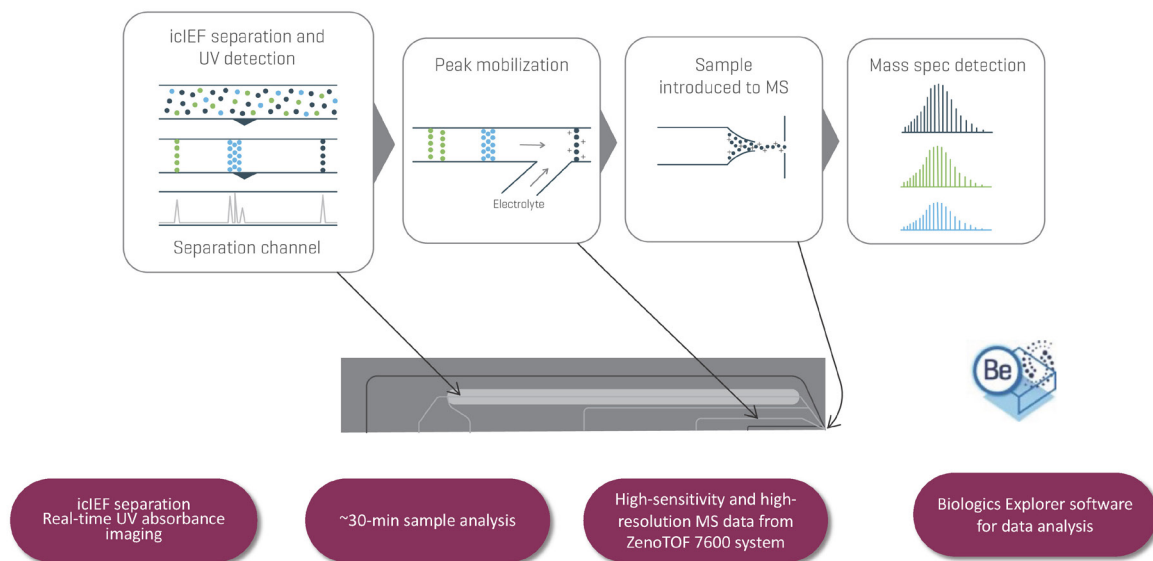 icIEF separation and
UV detection
Separation channel
Peak mobilization
Electrolyte
Sample
introduced to MS
Mass spec detection
Be
icIEF separation
Real-time UV absorbance
imaging
~30-min sample analysis
High-sensitivity and high-
resolution MS data from
ZenoTOF 7600 system
Biologics Explorer software
for data analysis